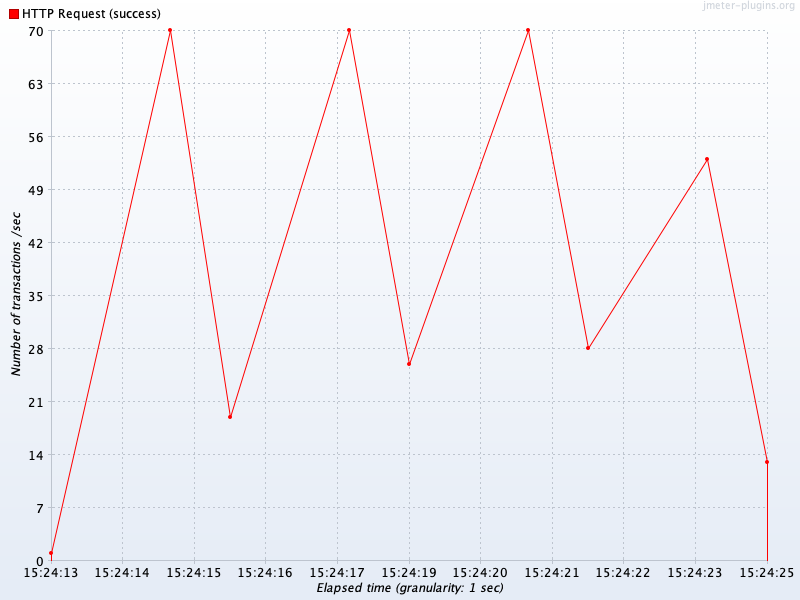 HTTP Request (success)
jmeter-plugins.org
70
63
56
49
42
35
28
21
14
7
0
Number of transactions /sec
15:24:13 15:24:14 15:24:15 15:24:16 15:24:17 15:24:19 15:24:20 15:24:21 15:24:22 15:24:23 15:24:25
Elapsed time (granularity: 1 sec)